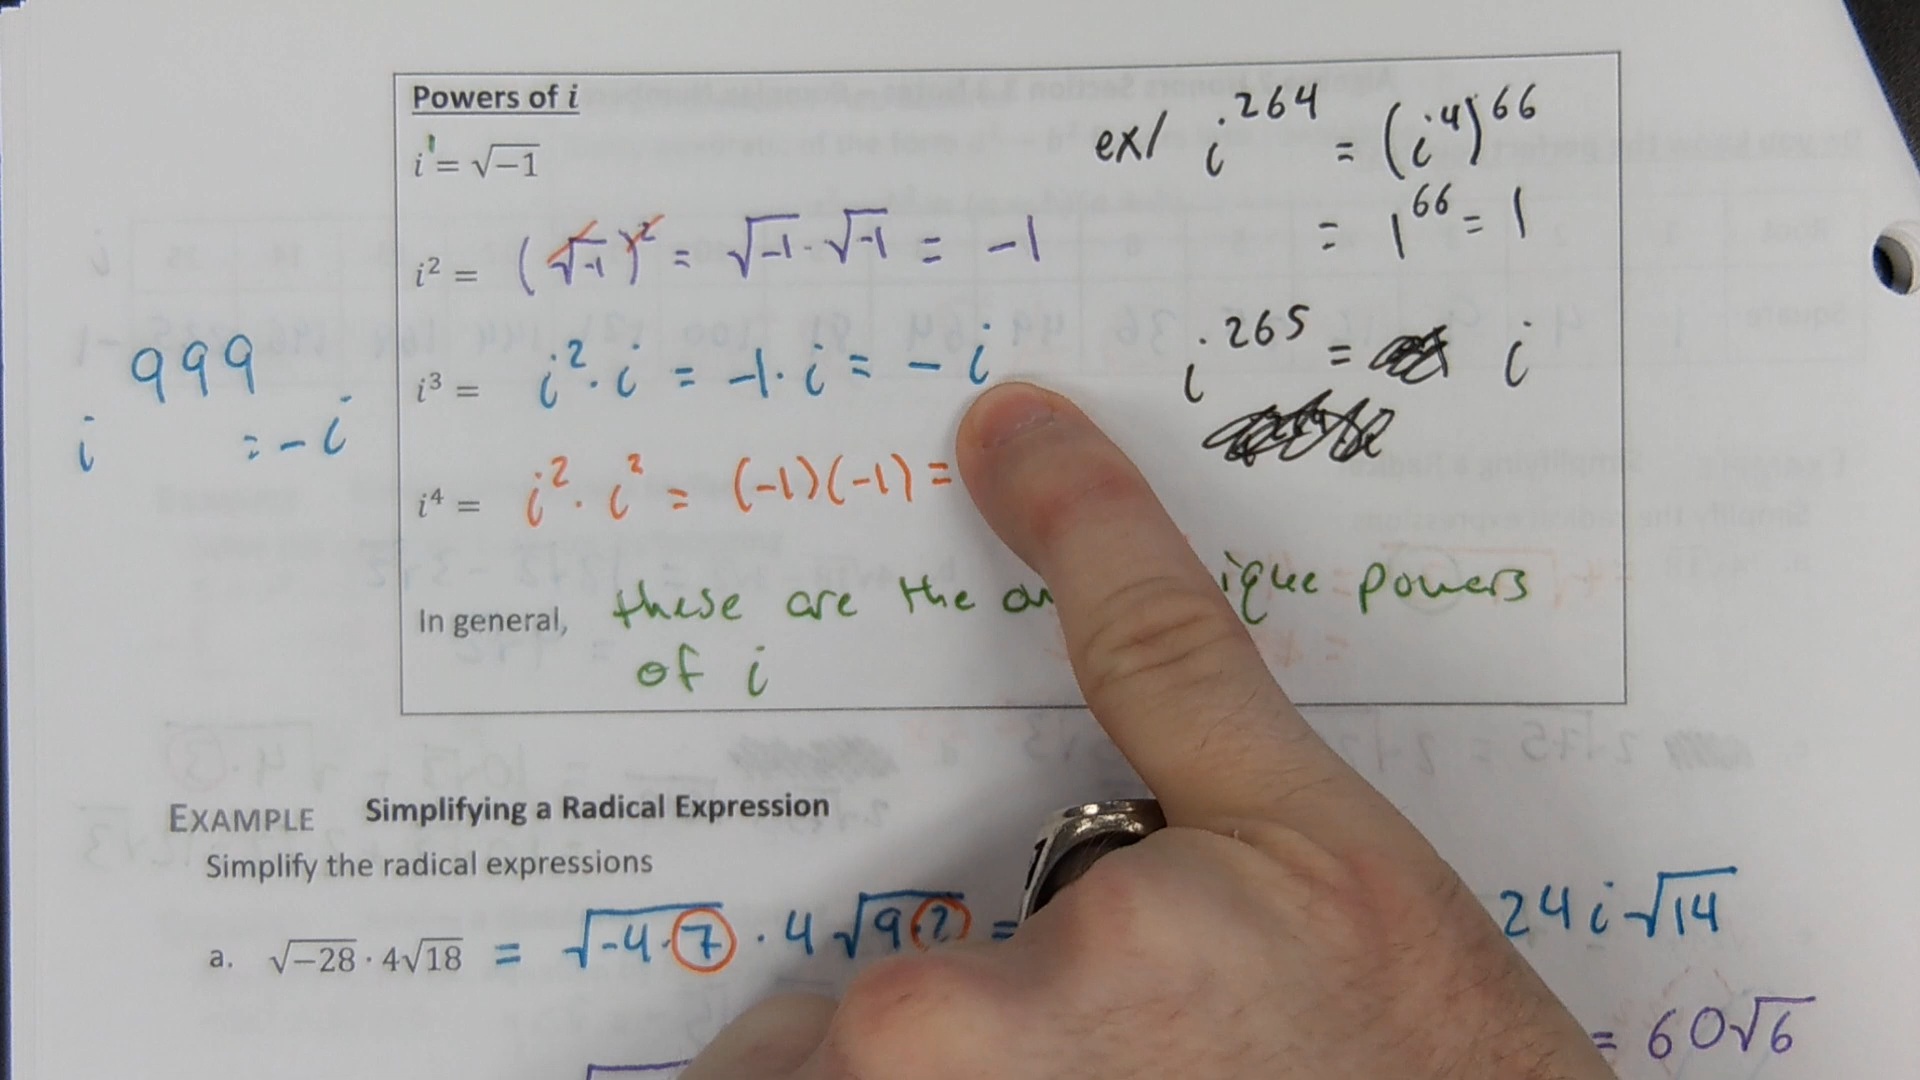 Powers of i
i¹ = √−1
ex/ i²⁶⁴ = (i⁴)⁶⁶
= 1⁶⁶ = 1
i² = (√-1)² = √-1 · √-1 = -1
i⁹⁹⁹ = -i
i³ = i² · i = -1 · i = -i
i²⁶⁵ = i
i⁴ = i² · i² = (-1)(-1) =
In general, these are the powers
of i
EXAMPLE Simplifying a Radical Expression
Simplify the radical expressions
a. √−28 · 4√18 = √-4·7 · 4√9·2 = 24i√14
= 60√6